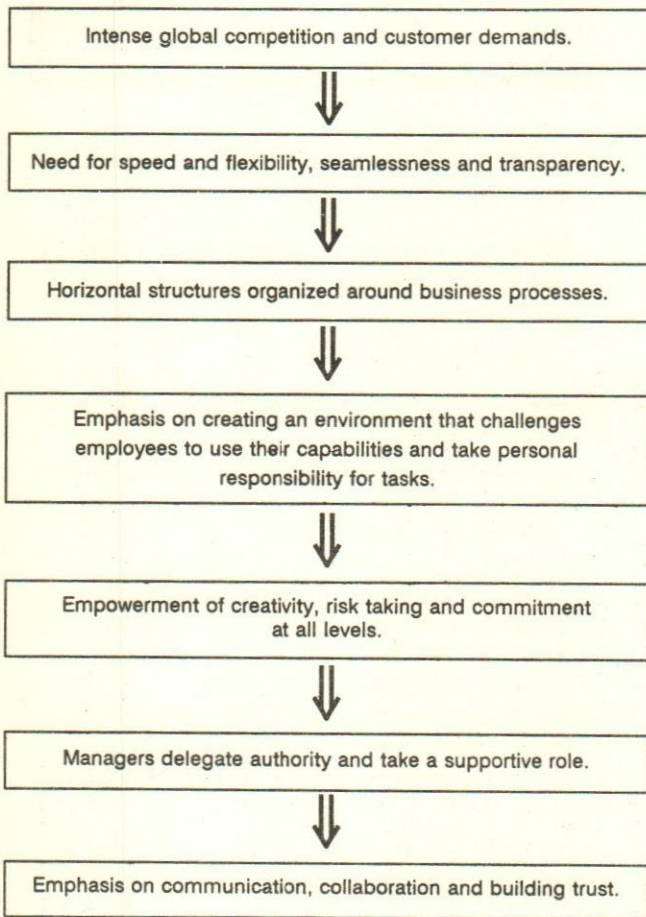 Intense global competition and customer demands.
Need for speed and flexibility, seamlessness and transparency.
Horizontal structures organized around business processes.
Emphasis on creating an environment that challenges
employees to use their capabilities and take personal
responsibility for tasks.
Empowerment of creativity, risk taking and commitment
at all levels.
Managers delegate authority and take a supportive role.
Emphasis on communication, collaboration and building trust.